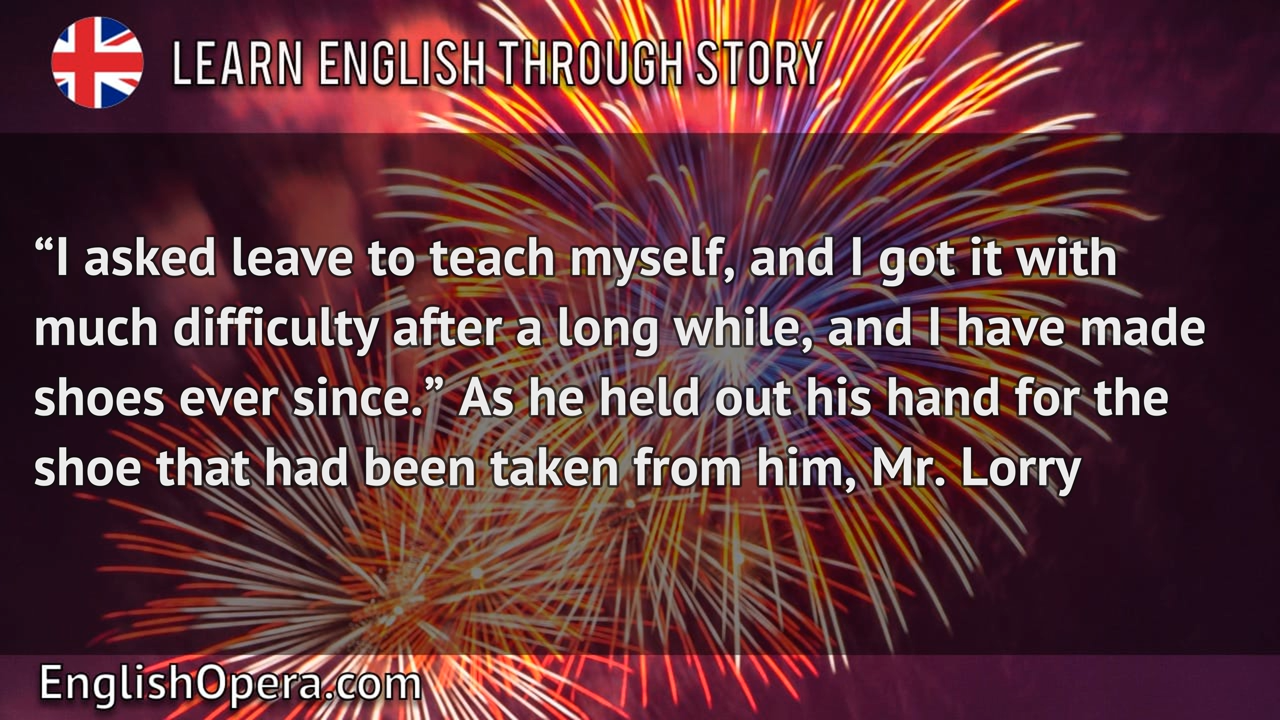 LEARN ENGLISH THROUGH STORY
“I asked leave to teach myself, and I got it with
much difficulty after a long while, and I have made
shoes ever since.” As he held out his hand for the
shoe that had been taken from him, Mr. Lorry
EnglishOpera.com